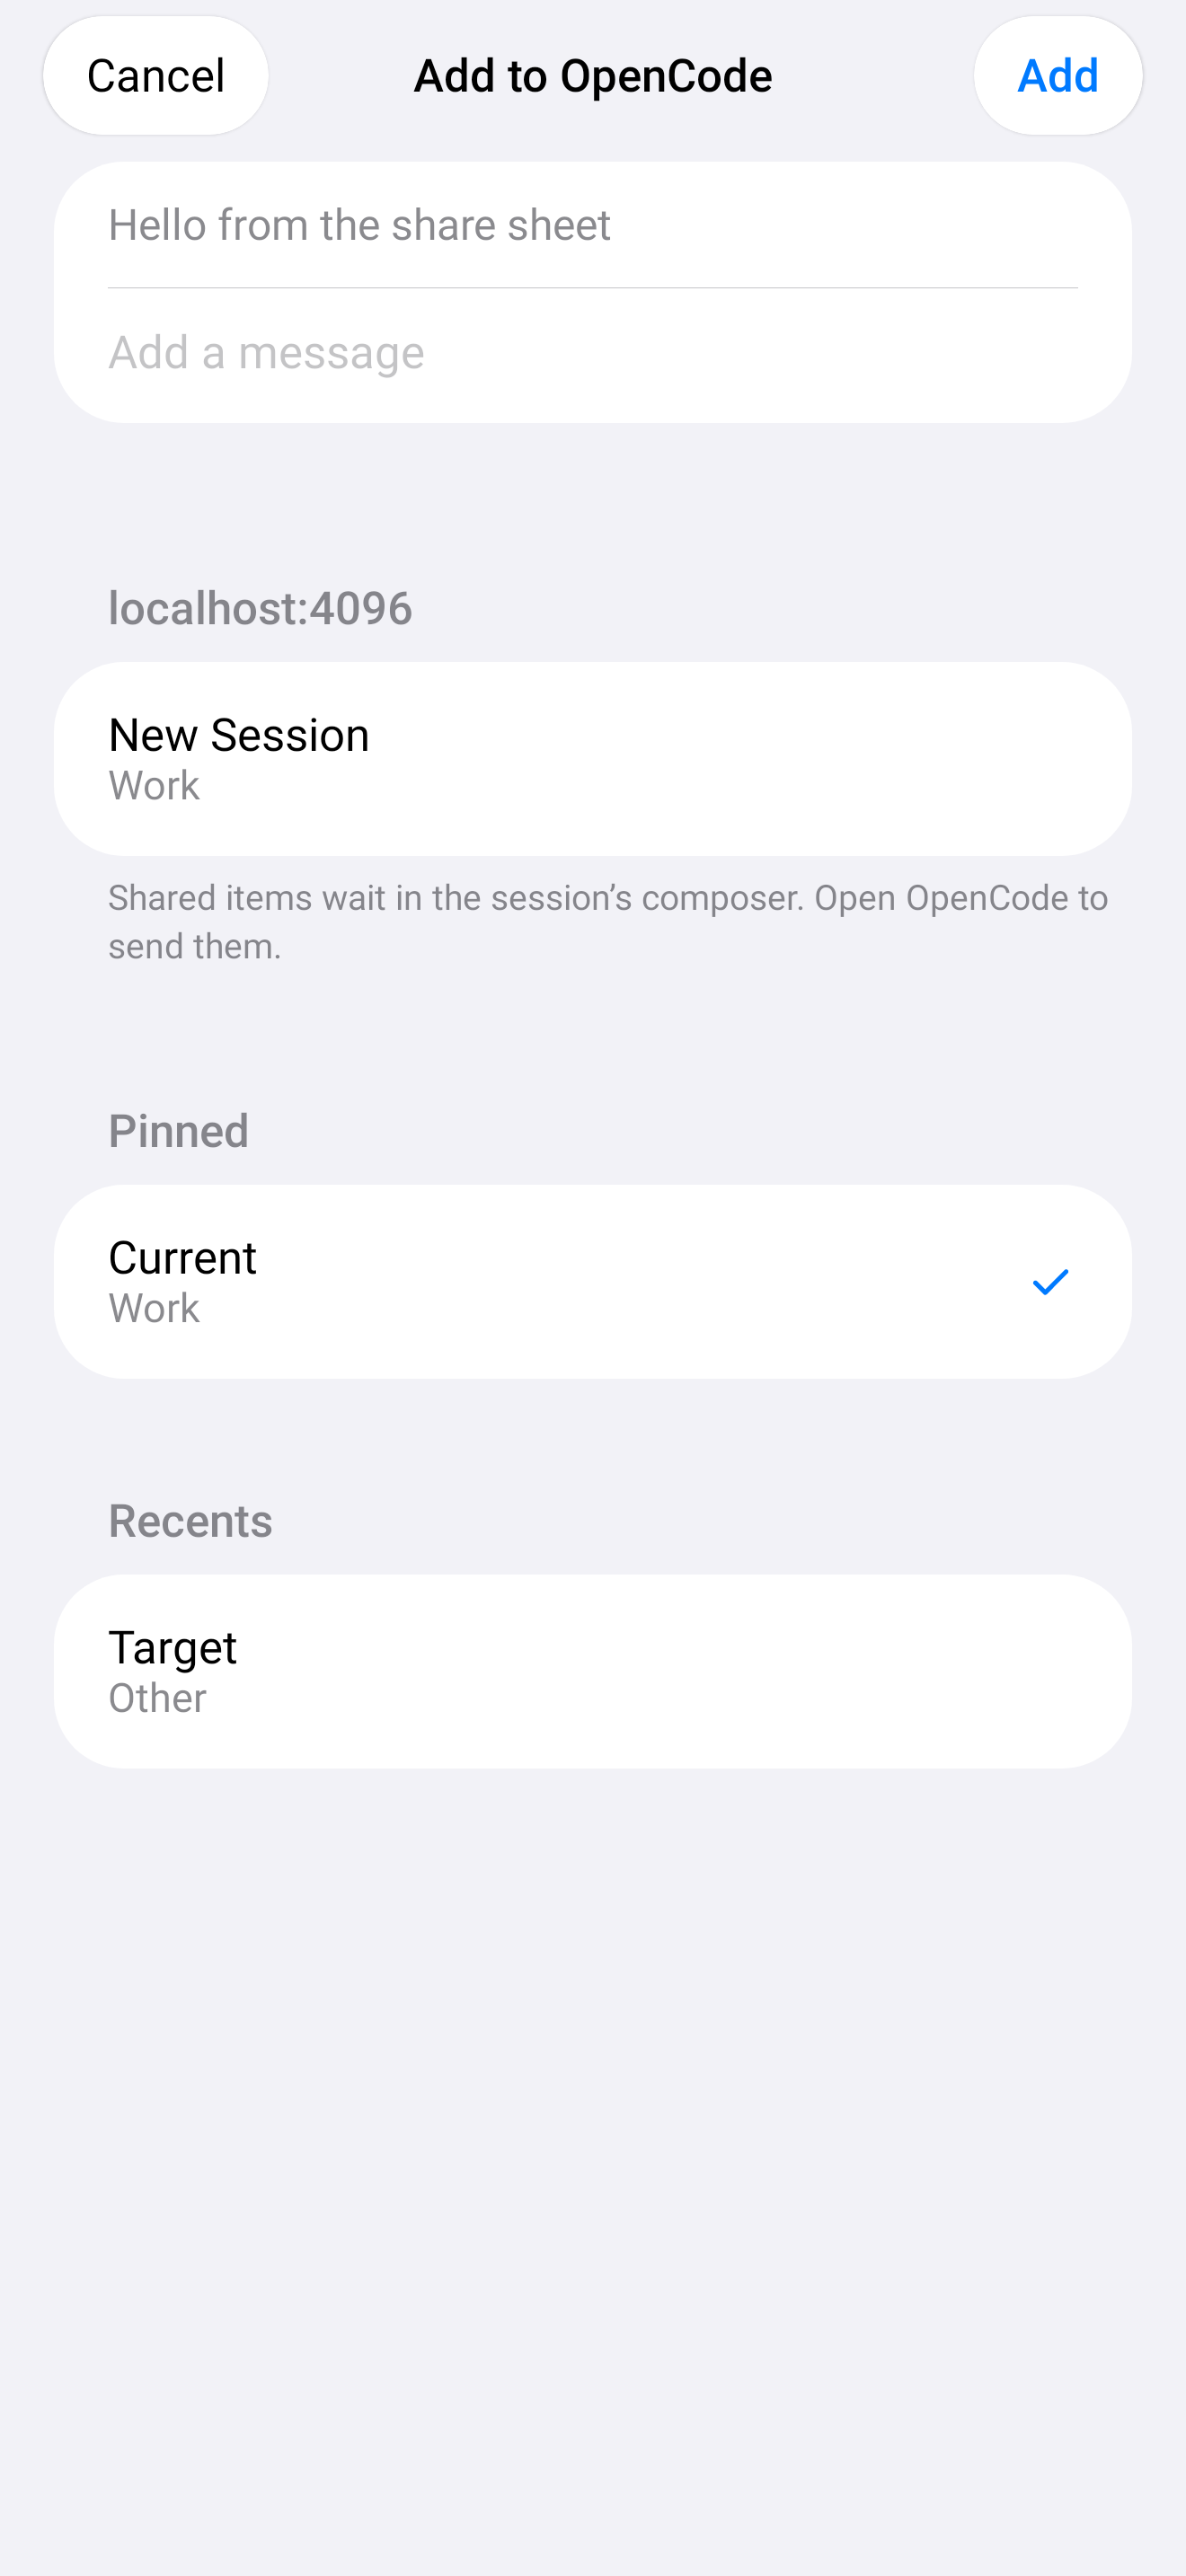 Cancel
Add to OpenCode
Add
Hello from the share sheet
Add a message
localhost:4096
New Session
Work
Shared items wait in the session’s composer. Open OpenCode to
send them.
Pinned
Current
Work
Recents
Target
Other